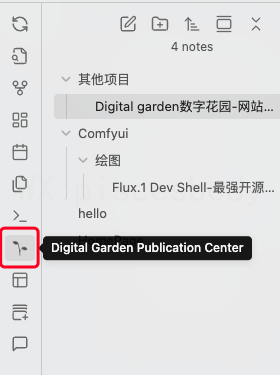 4 notes
其他项目
Digital garden数字花园-网站...
Comfyui
绘图
Flux.1 Dev Shell-最强开源...
hello
Digital Garden Publication Center